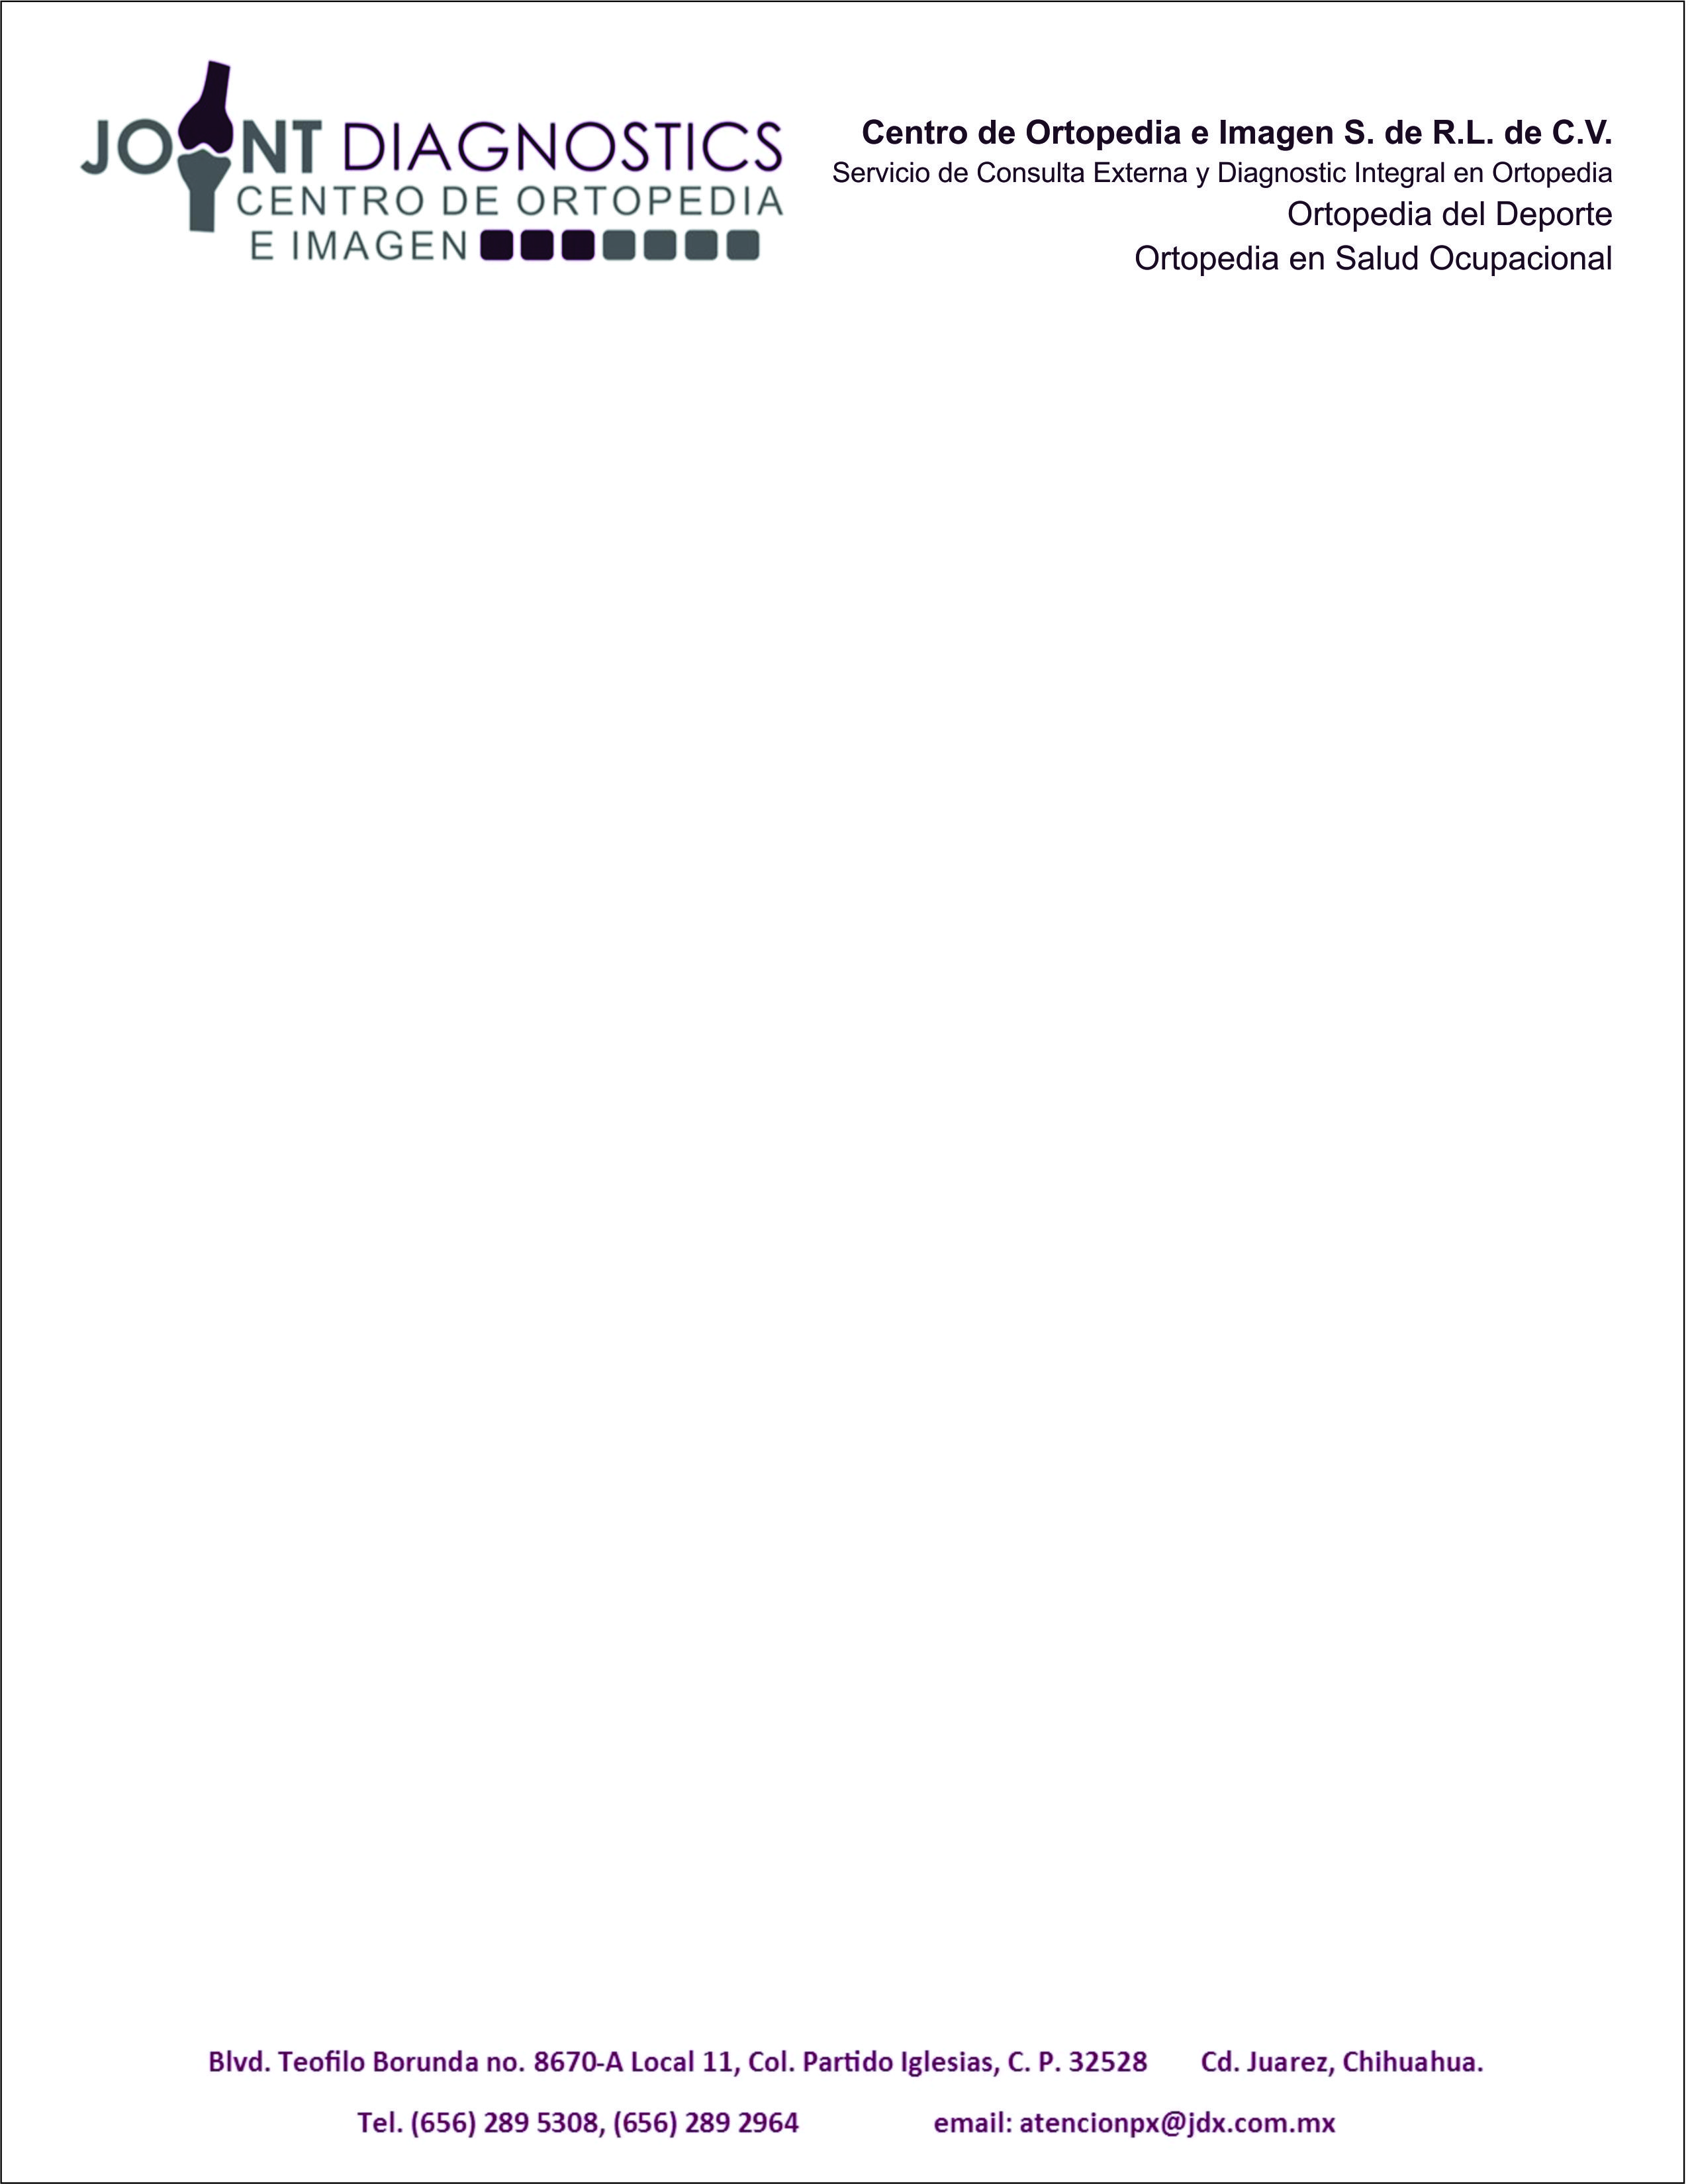 JOINT DIAGNOSTICS
CENTRO DE ORTOPEDIA
E IMAGEN
Centro de Ortopedia e Imagen S. de R.L. de C.V.
Servicio de Consulta Externa y Diagnostic Integral en Ortopedia
Ortopedia del Deporte
Ortopedia en Salud Ocupacional
Blvd. Teofilo Borunda no. 8670-A Local 11, Col. Partido Iglesias, C. P. 32528 Cd. Juarez, Chihuahua.
Tel. (656) 289 5308, (656) 289 2964 email: atencionpx@jdx.com.mx